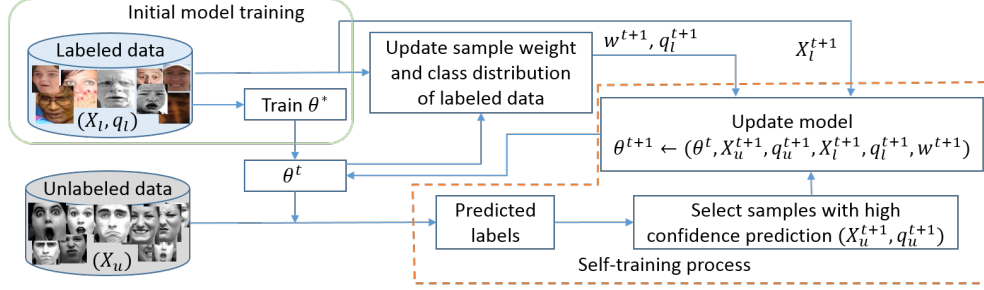 Initial model training
Labeled data
(X_l, q_l)
Train θ*
Update sample weight
and class distribution
of labeled data
w^{t+1}, q_l^{t+1}
X_l^{t+1}
Update model
θ^{t+1} ← (θ^t, X_u^{t+1}, q_u^{t+1}, X_l^{t+1}, q_l^{t+1}, w^{t+1})
θ^t
Unlabeled data
(X_u)
Predicted
labels
Select samples with high
confidence prediction (X_u^{t+1}, q_u^{t+1})
Self-training process